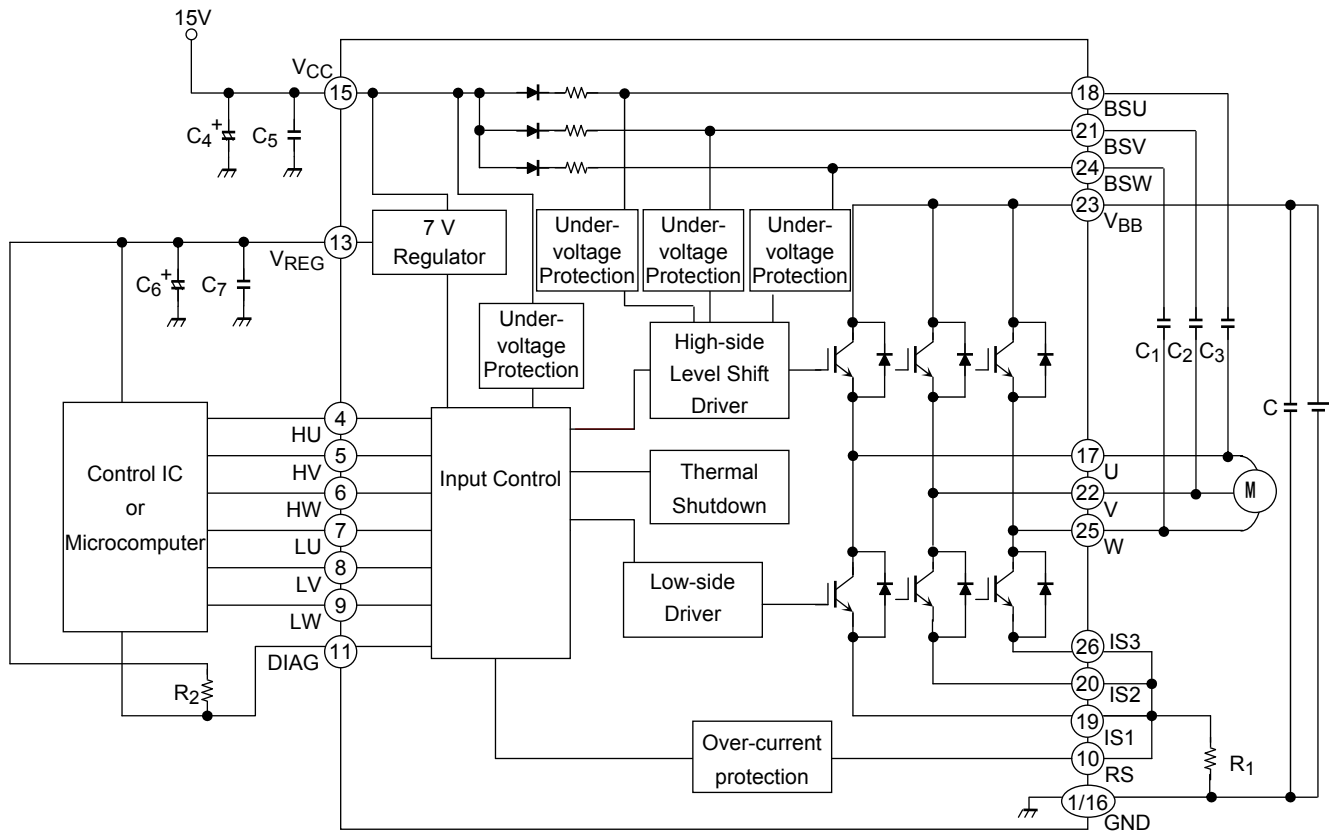 15V
VCC
15
18
BSU
C4
+
C5
21
BSV
24
BSW
23
VBB
7 V
Regulator
Under-
voltage
Protection
Under-
voltage
Protection
Under-
voltage
Protection
13
VREG
C6
+
C7
Under-
voltage
Protection
High-side
Level Shift
Driver
C1
C2
C3
C
Control IC
or
Microcomputer
4
HU
5
HV
6
HW
7
LU
8
LV
9
LW
11
DIAG
Input Control
Thermal
Shutdown
Low-side
Driver
17
U
22
V
25
W
M
26
IS3
20
IS2
19
IS1
10
RS
R2
Over-current
protection
R1
1/16
GND